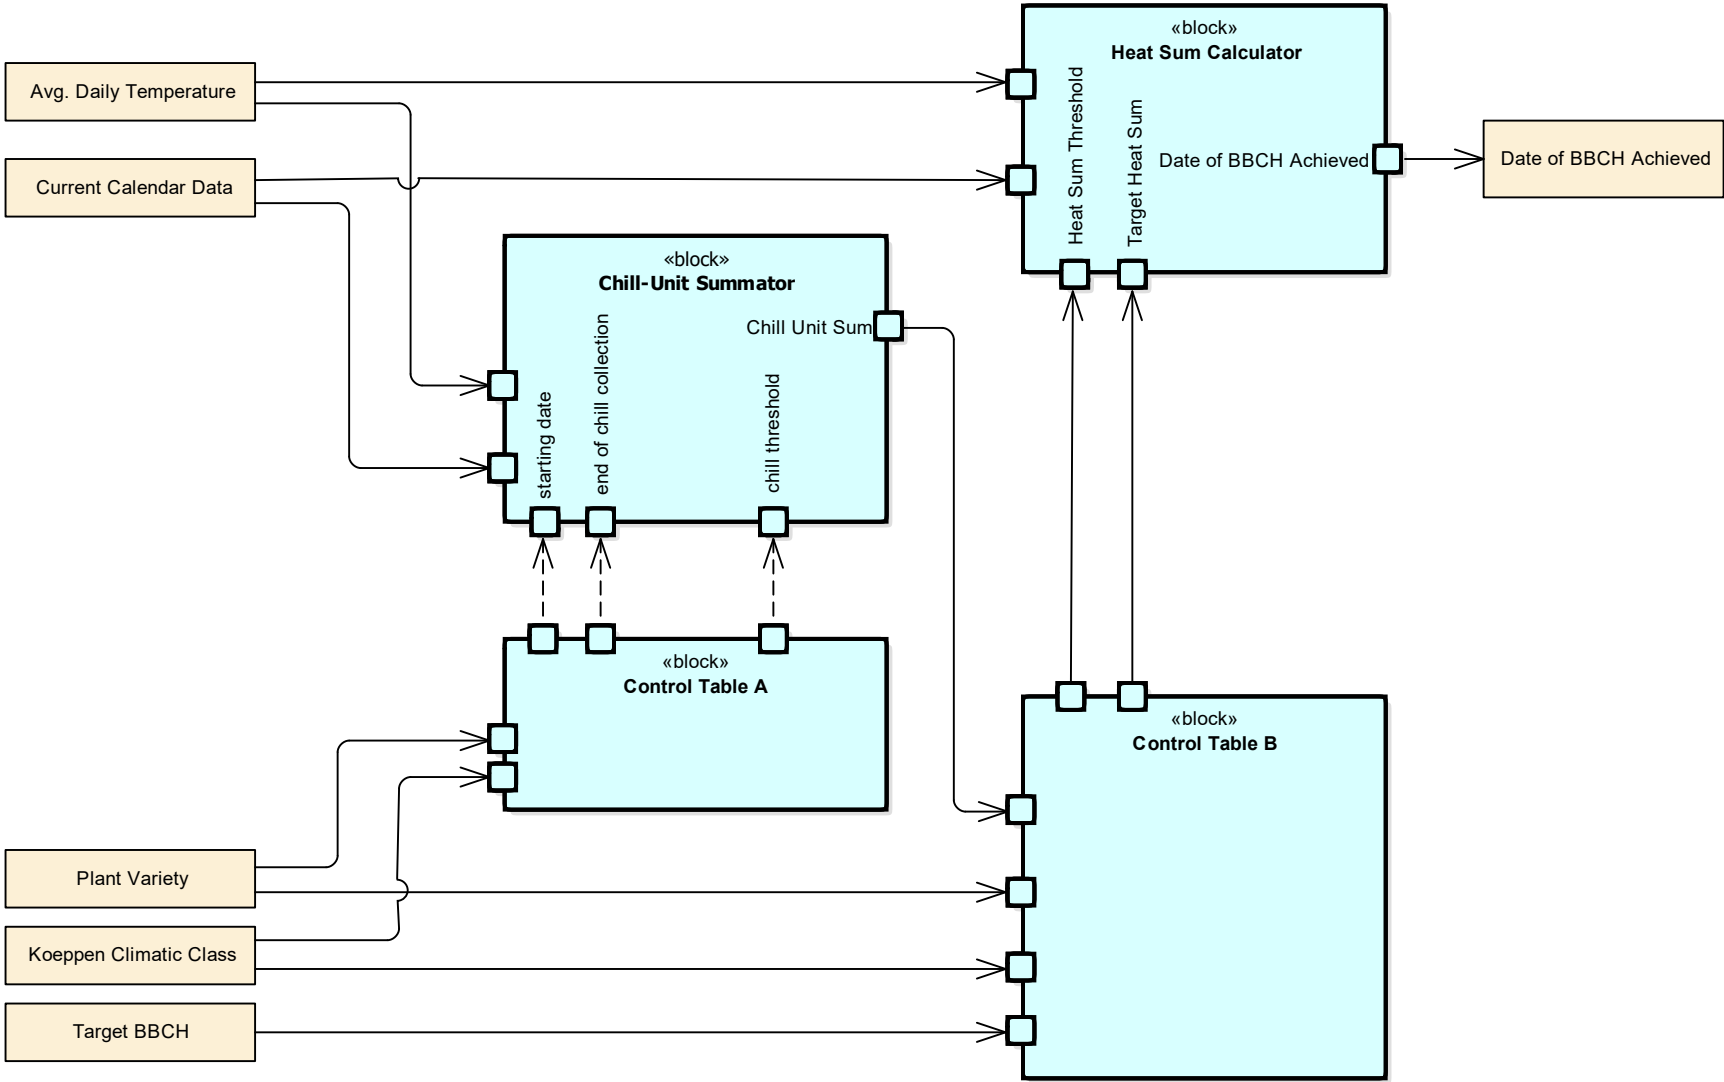 «block»
Heat Sum Calculator
Avg. Daily Temperature
Heat Sum Threshold
Target Heat Sum
Date of BBCH Achieved
Date of BBCH Achieved
Current Calendar Data
«block»
Chill-Unit Summator
Chill Unit Sum
starting date
end of chill collection
chill threshold
«block»
Control Table A
«block»
Control Table B
Plant Variety
Koeppen Climatic Class
Target BBCH